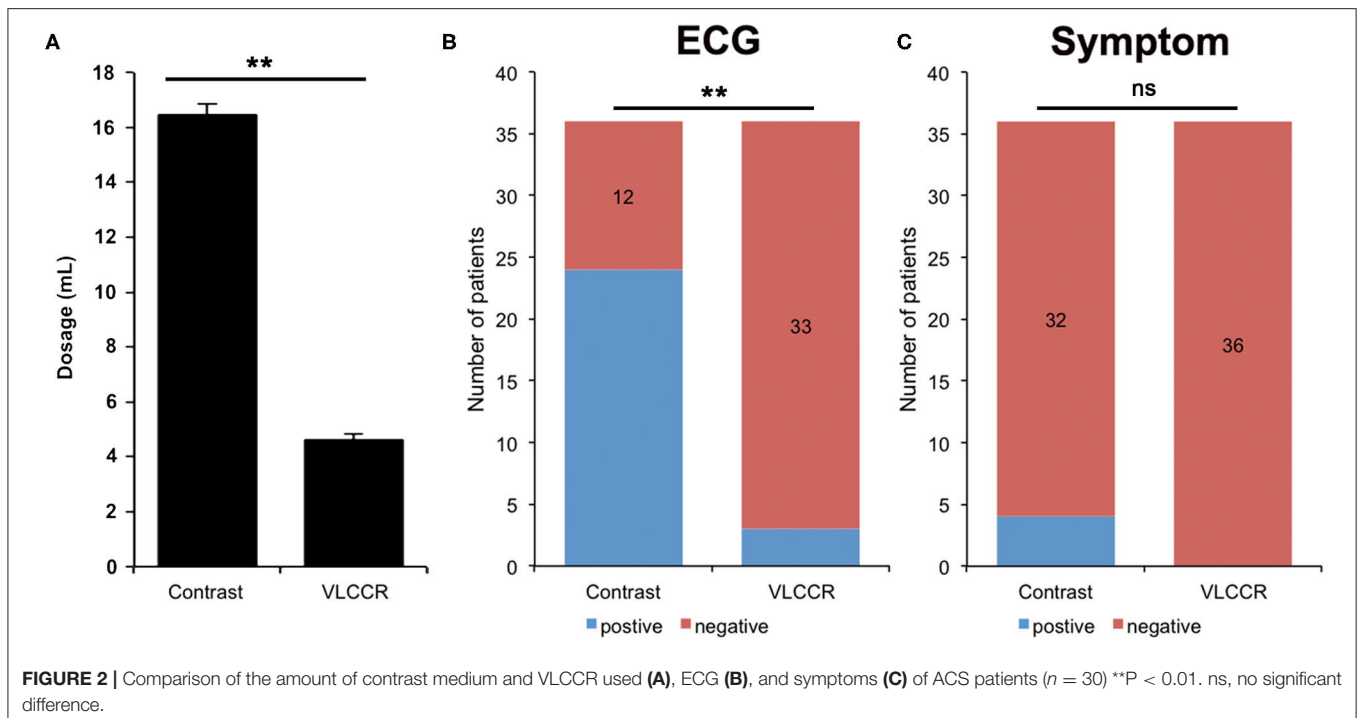 A
**
18
16
14
12
10
8
6
4
2
0
Dosage (mL)
Contrast VLCCR
B
ECG
**
40
35
30
25
20
15
10
5
0
Number of patients
12
33
Contrast VLCCR
postive negative
C
Symptom
ns
40
35
30
25
20
15
10
5
0
Number of patients
32
36
Contrast VLCCR
postive negative
FIGURE 2 | Comparison of the amount of contrast medium and VLCCR used (A), ECG (B), and symptoms (C) of ACS patients (n = 30) **P < 0.01. ns, no significant
difference.